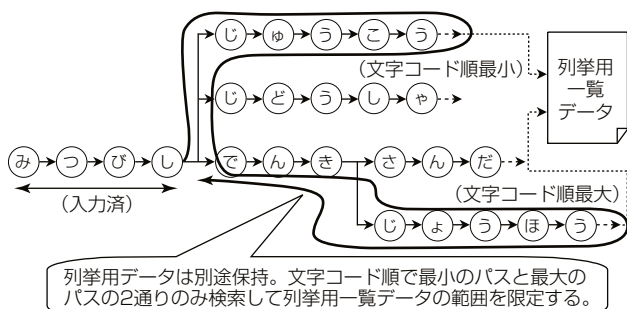 じゅうこう
(文字コード順最小)
列挙用
一覧
データ
じどうしゃ
みつびし
でんき
さんだ
(入力済)
(文字コード順最大)
じょうほう
列挙用データは別途保持。文字コード順で最小のパスと最大の
パスの2通りのみ検索して列挙用一覧データの範囲を限定する。